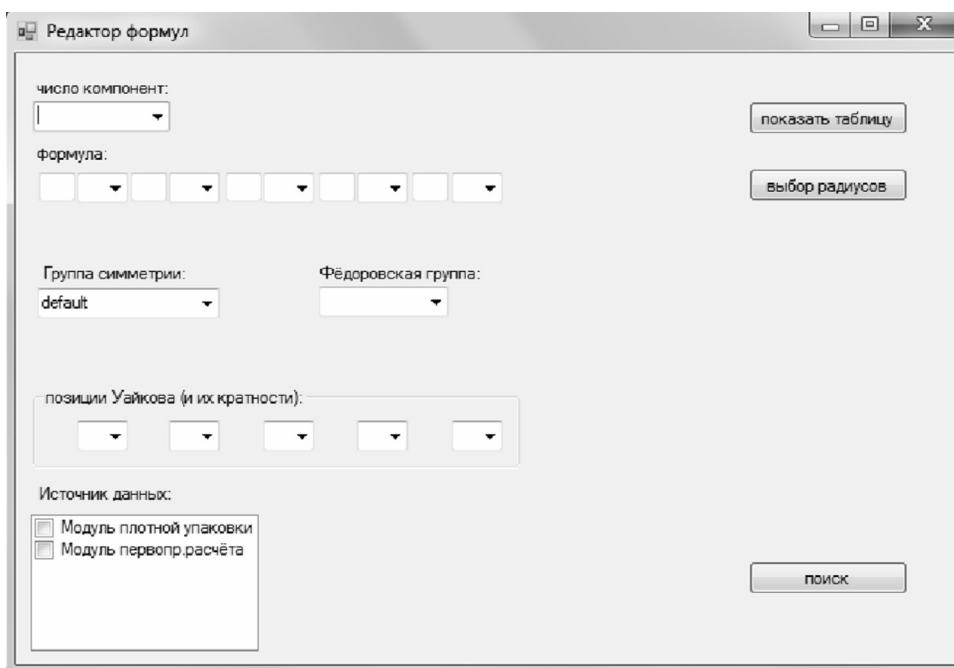 Редактор формул
число компонент:
показать таблицу
формула:
выбор радиусов
Группа симметрии:
Фёдоровская группа:
default
позиции Уайкова (и их кратности):
Источник данных:
Модуль плотной упаковки
Модуль первопр.расчёта
поиск